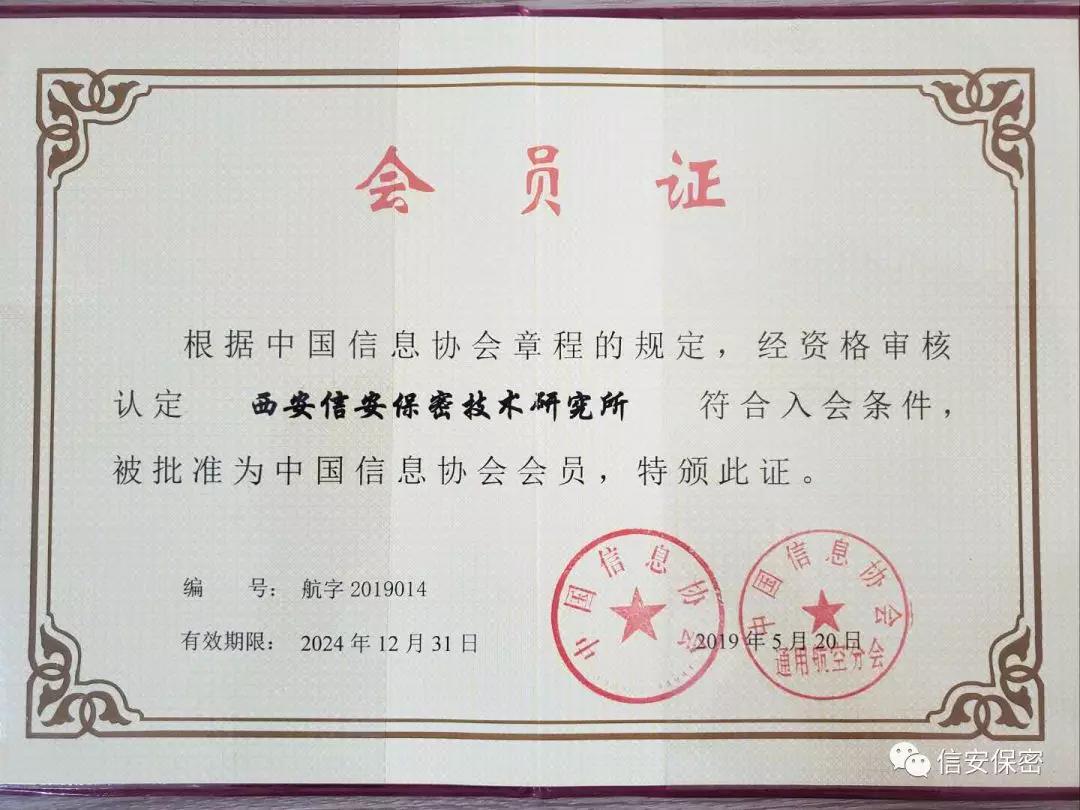 会员证
根据中国信息协会章程的规定，经资格审核
认定 西安信安保密技术研究所 符合入会条件，
被批准为中国信息协会会员，特颁此证。
编 号： 航字2019014
有效期限： 2024年12月31日
中国信息协会
2019年5月20日
中国信息协会
通用航空分会
信安保密